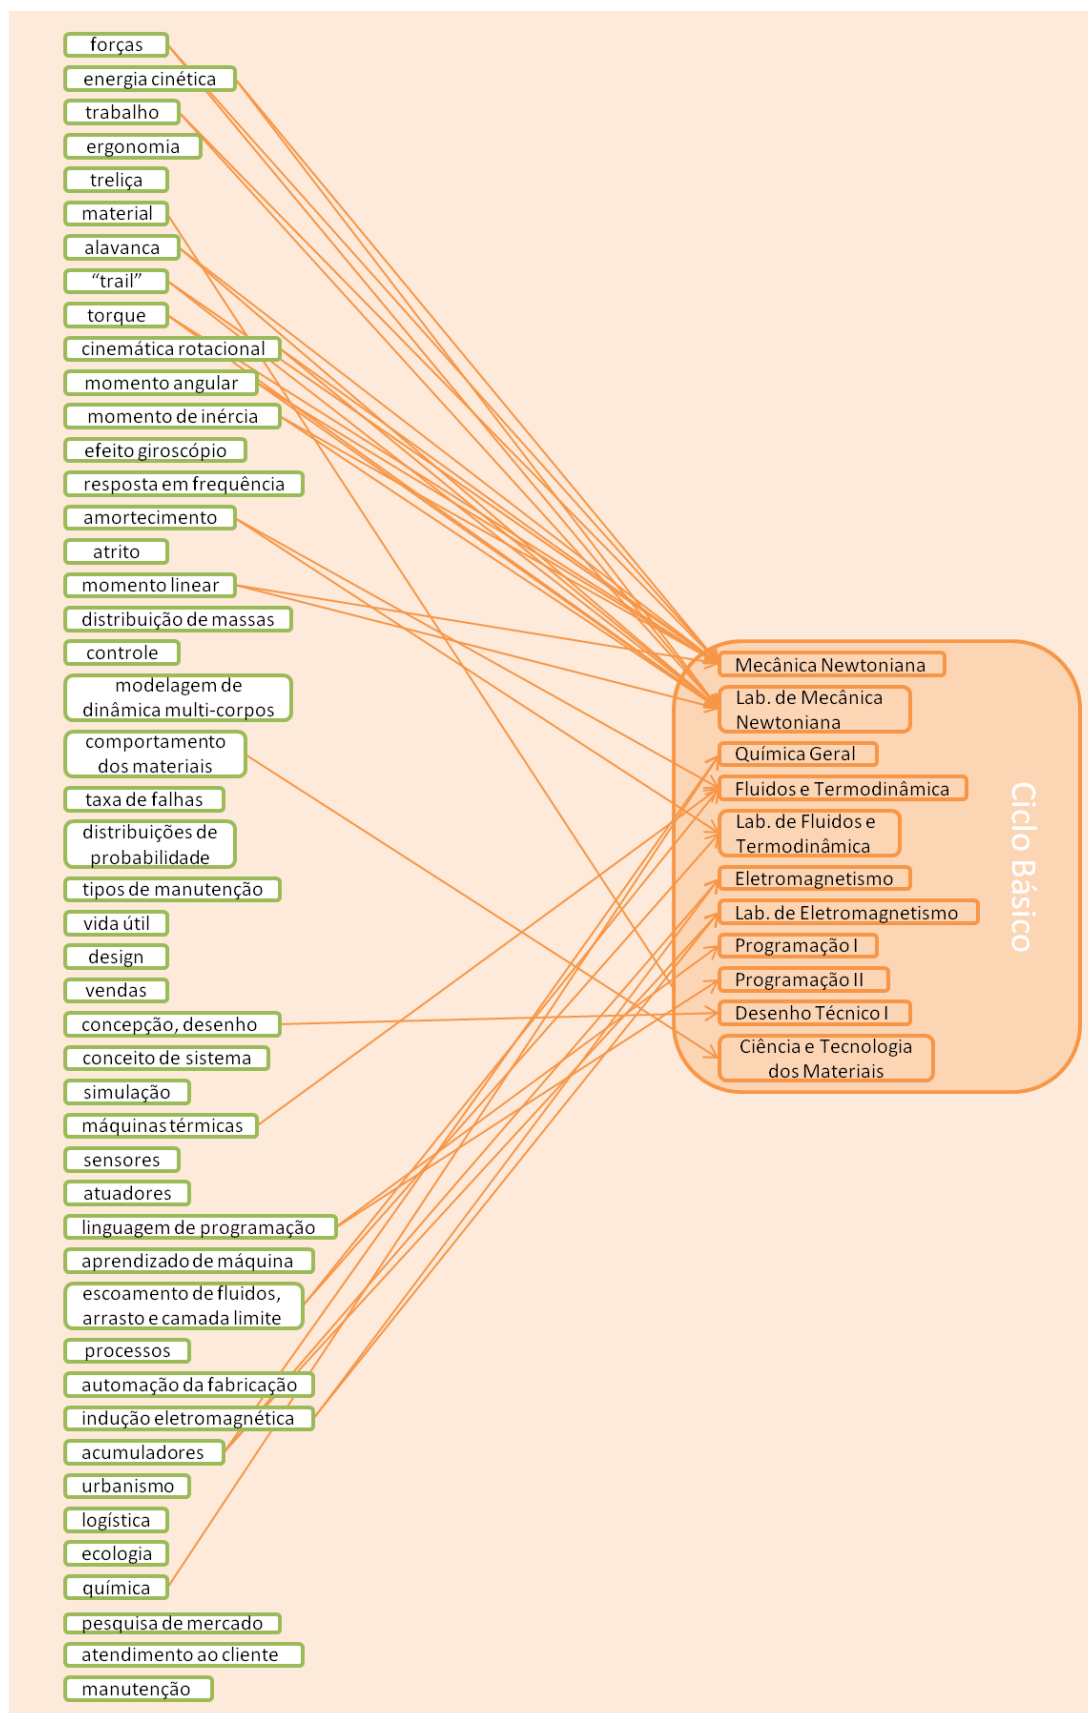 forças
energia cinética
trabalho
ergonomia
treliça
material
alavanca
“trail”
torque
cinemática rotacional
momento angular
momento de inércia
efeito giroscópio
resposta em frequência
amortecimento
atrito
momento linear
distribuição de massas
controle
modelagem de
dinâmica multi-corpos
comportamento
dos materiais
taxa de falhas
distribuições de
probabilidade
tipos de manutenção
vida útil
design
vendas
concepção, desenho
conceito de sistema
simulação
máquinas térmicas
sensores
atuadores
linguagem de programação
aprendizado de máquina
escoamento de fluidos,
arrasto e camada limite
processos
automação da fabricação
indução eletromagnética
acumuladores
urbanismo
logística
ecologia
química
pesquisa de mercado
atendimento ao cliente
manutenção
Mecânica Newtoniana
Lab. de Mecânica
Newtoniana
Química Geral
Fluidos e Termodinâmica
Lab. de Fluidos e
Termodinâmica
Eletromagnetismo
Lab. de Eletromagnetismo
Programação I
Programação II
Desenho Técnico I
Ciência e Tecnologia
dos Materiais
Ciclo Básico